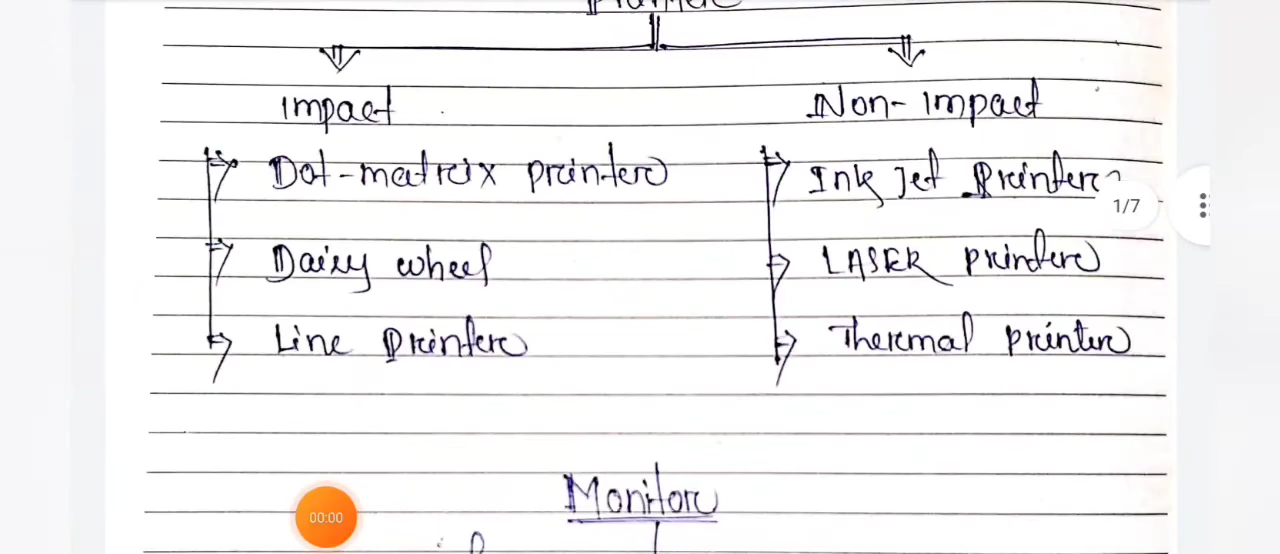 Printer
Impact Non-Impact
Dot-matrix printer Ink Jet Printer
1/7
Daisy wheel LASER printer
Line Printer Thermal printer
Monitor
00:00